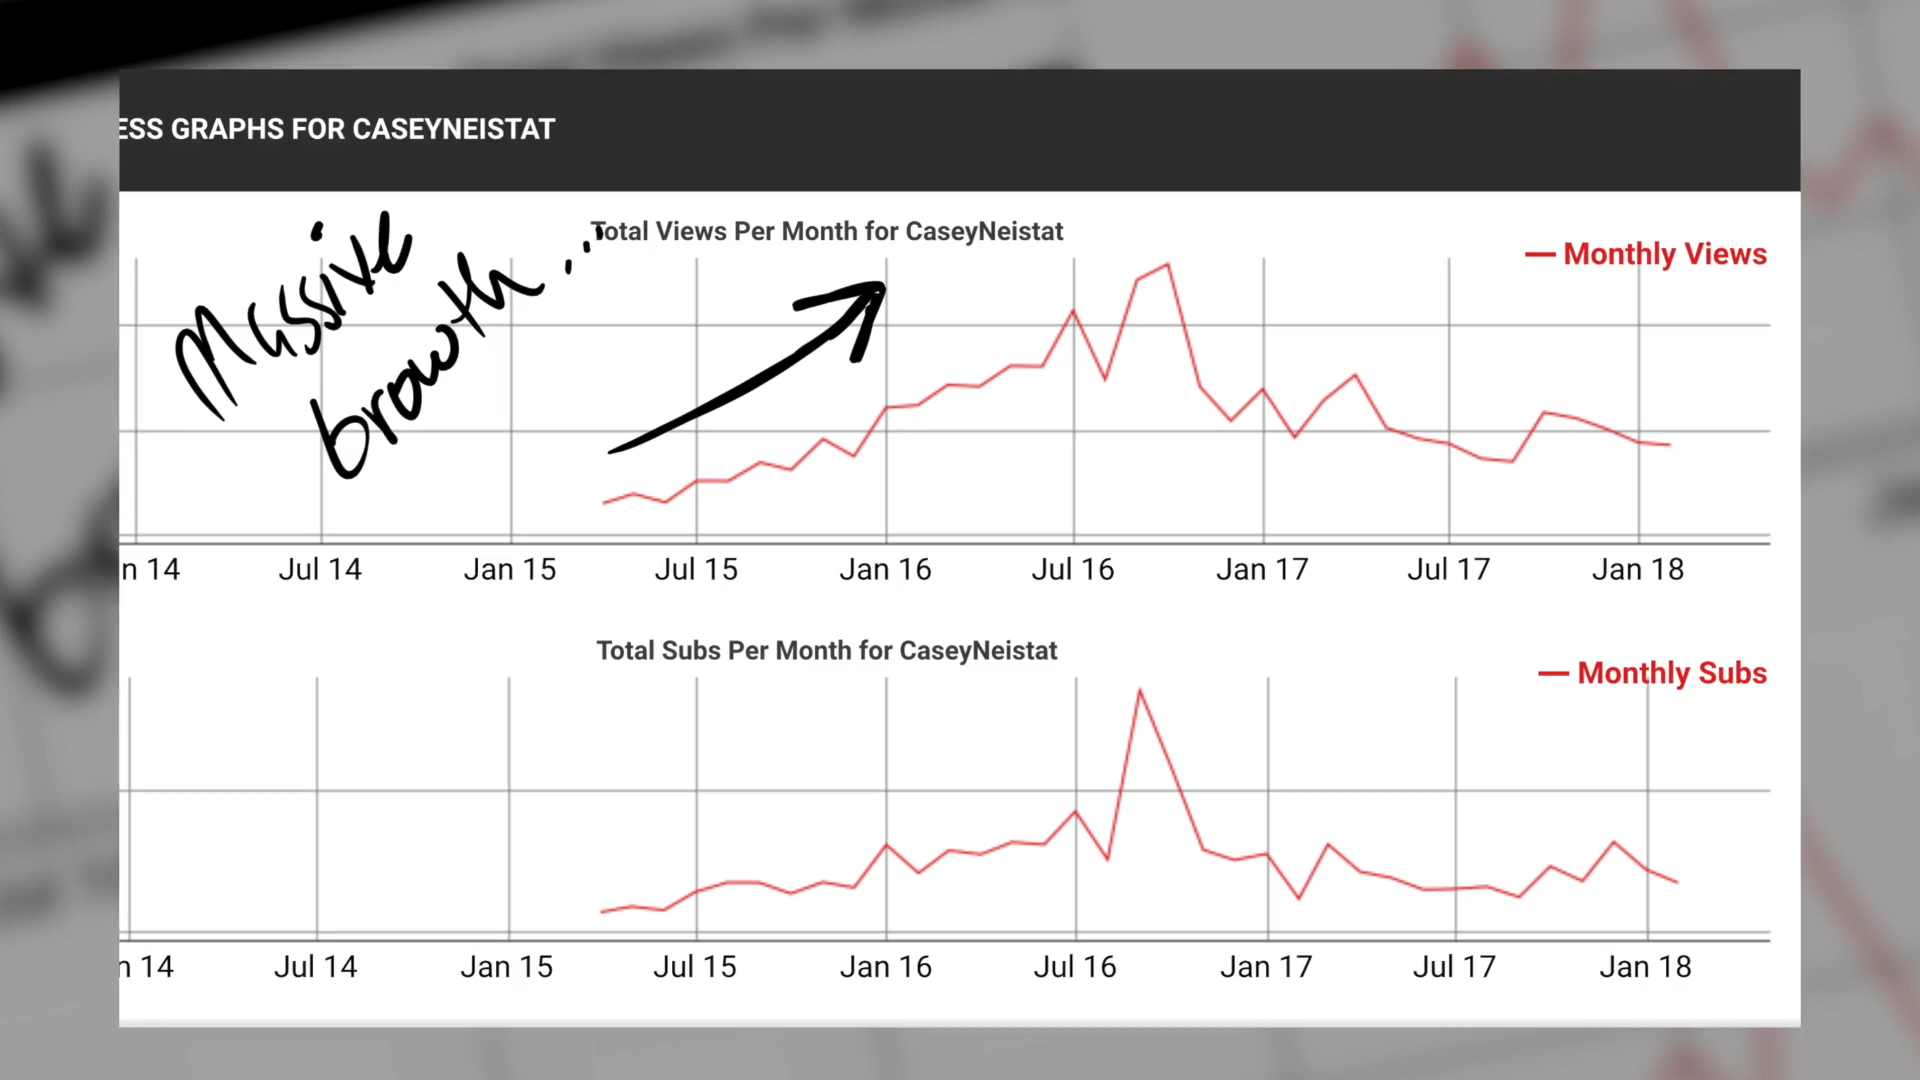 ESS GRAPHS FOR CASEYNEISTAT
Massive
Growth...
Total Views Per Month for CaseyNeistat
Monthly Views
n 14 Jul 14 Jan 15 Jul 15 Jan 16 Jul 16 Jan 17 Jul 17 Jan 18
Total Subs Per Month for CaseyNeistat
Monthly Subs
n 14 Jul 14 Jan 15 Jul 15 Jan 16 Jul 16 Jan 17 Jul 17 Jan 18